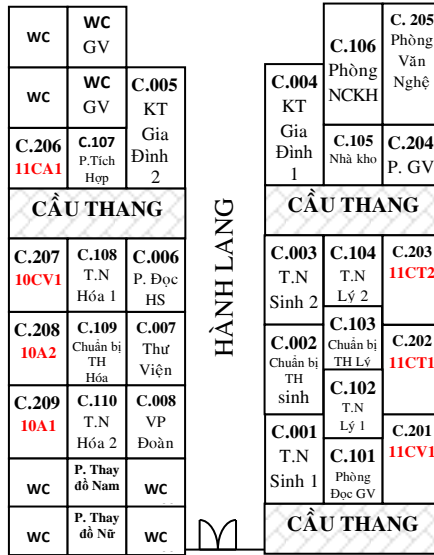 WC
WC
GV
WC
WC
GV
C.005
KT
Gia
Đình
2
C.206
11CA1
C.107
P.Tích
Hợp
CẦU THANG
C.207
10CV1
C.108
T.N
Hóa 1
C.006
P. Đọc
HS
C.208
10A2
C.109
Chuẩn bị
TH
Hóa
C.007
Thư
Viện
C.209
10A1
C.110
T.N
Hóa 2
C.008
VP
Đoàn
WC
P. Thay
đồ Nam
WC
WC
P. Thay
đồ Nữ
WC
HÀNH LANG
C.004
KT
Gia
Đình
1
C.106
Phòng
NCKH
C. 205
Phòng
Văn
Nghệ
C.105
Nhà kho
C.204
P. GV
CẦU THANG
C.003
T.N
Sinh 2
C.104
T.N
Lý 2
C.203
11CT2
C.002
Chuẩn bị
TH
sinh
C.103
Chuẩn bị
TH Lý
C.202
11CT1
C.102
T.N
Lý 1
C.001
T.N
Sinh 1
C.101
Phòng
Đọc GV
C.201
11CV1
CẦU THANG